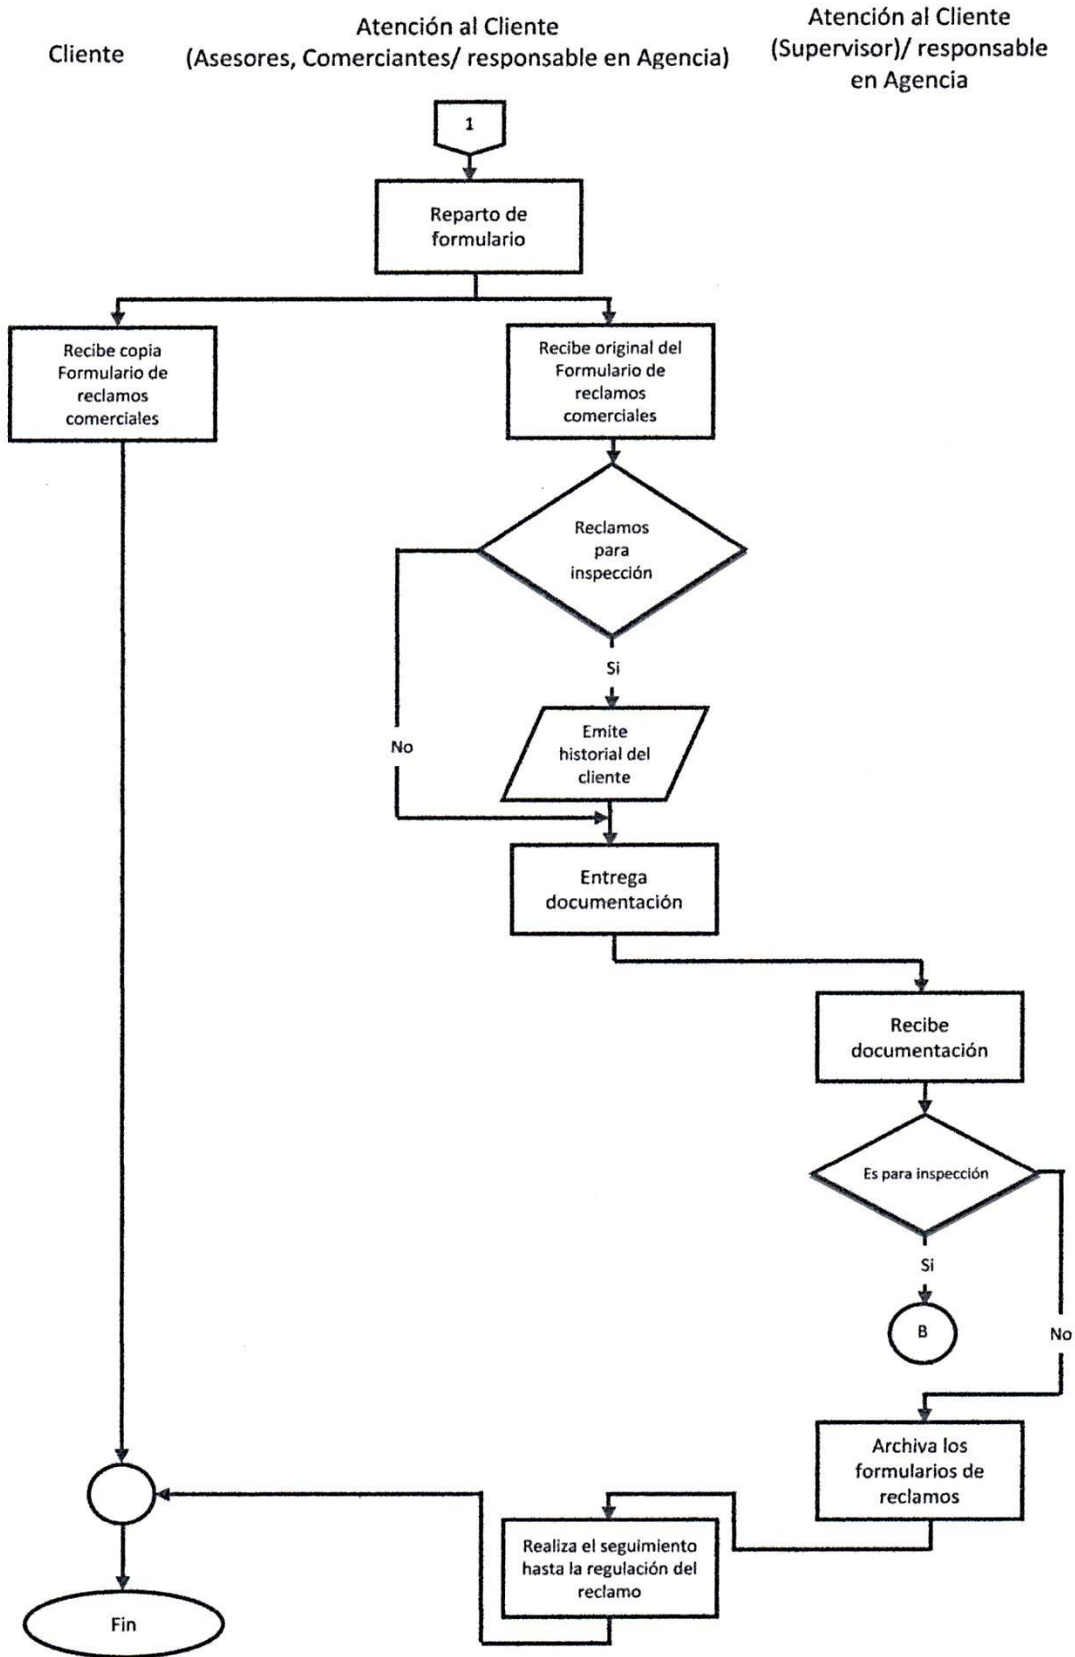 Cliente
Atención al Cliente
(Asesores, Comerciantes/ responsable en Agencia)
Atención al Cliente
(Supervisor)/ responsable
en Agencia
1
Reparto de
formulario
Recibe copia
Formulario de
reclamos
comerciales
Recibe original del
Formulario de
reclamos
comerciales
Reclamos
para
inspección
Si
No
Emite
historial del
cliente
Entrega
documentación
Recibe
documentación
Es para inspección
Si
B
No
Archiva los
formularios de
reclamos
Realiza el seguimiento
hasta la regulación del
reclamo
Fin